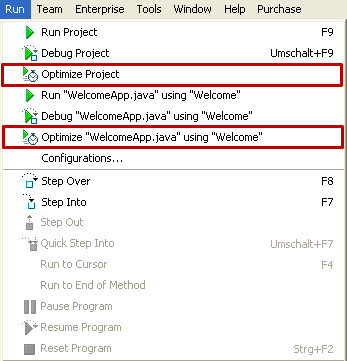 Run Team Enterprise Tools Window Help Purchase
Run Project F9
Debug Project Umschalt+F9
Optimize Project
Run "WelcomeApp.java" using "Welcome"
Debug "WelcomeApp.java" using "Welcome"
Optimize "WelcomeApp.java" using "Welcome"
Configurations...
Step Over F8
Step Into F7
Step Out
Quick Step Into Umschalt+F7
Run to Cursor F4
Run to End of Method
Pause Program
Resume Program
Reset Program Strg+F2